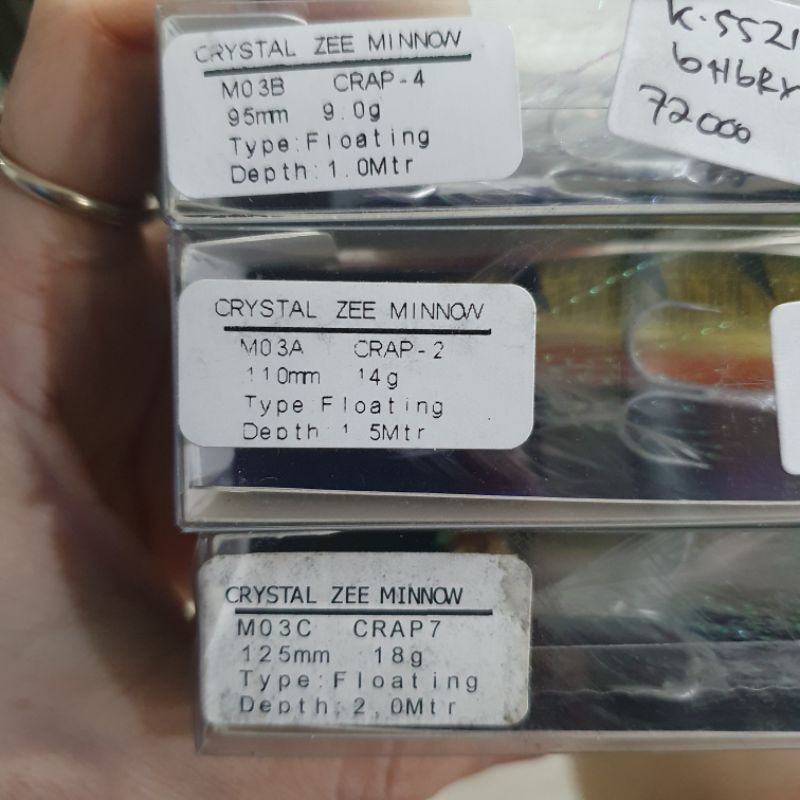 CRYSTAL ZEE MINNOW
M03B CRAP-4
95mm 9.0g
Type:Floating
Depth:1.0Mtr
K.5521
72000
CRYSTAL ZEE MINNOW
M03A CRAP-2
110mm 14g
Type:Floating
Depth 1 5Mtr
CRYSTAL ZEE MINNOW
M03C CRAP7
125mm 18g
Type:Floating
Depth:2.0Mtr